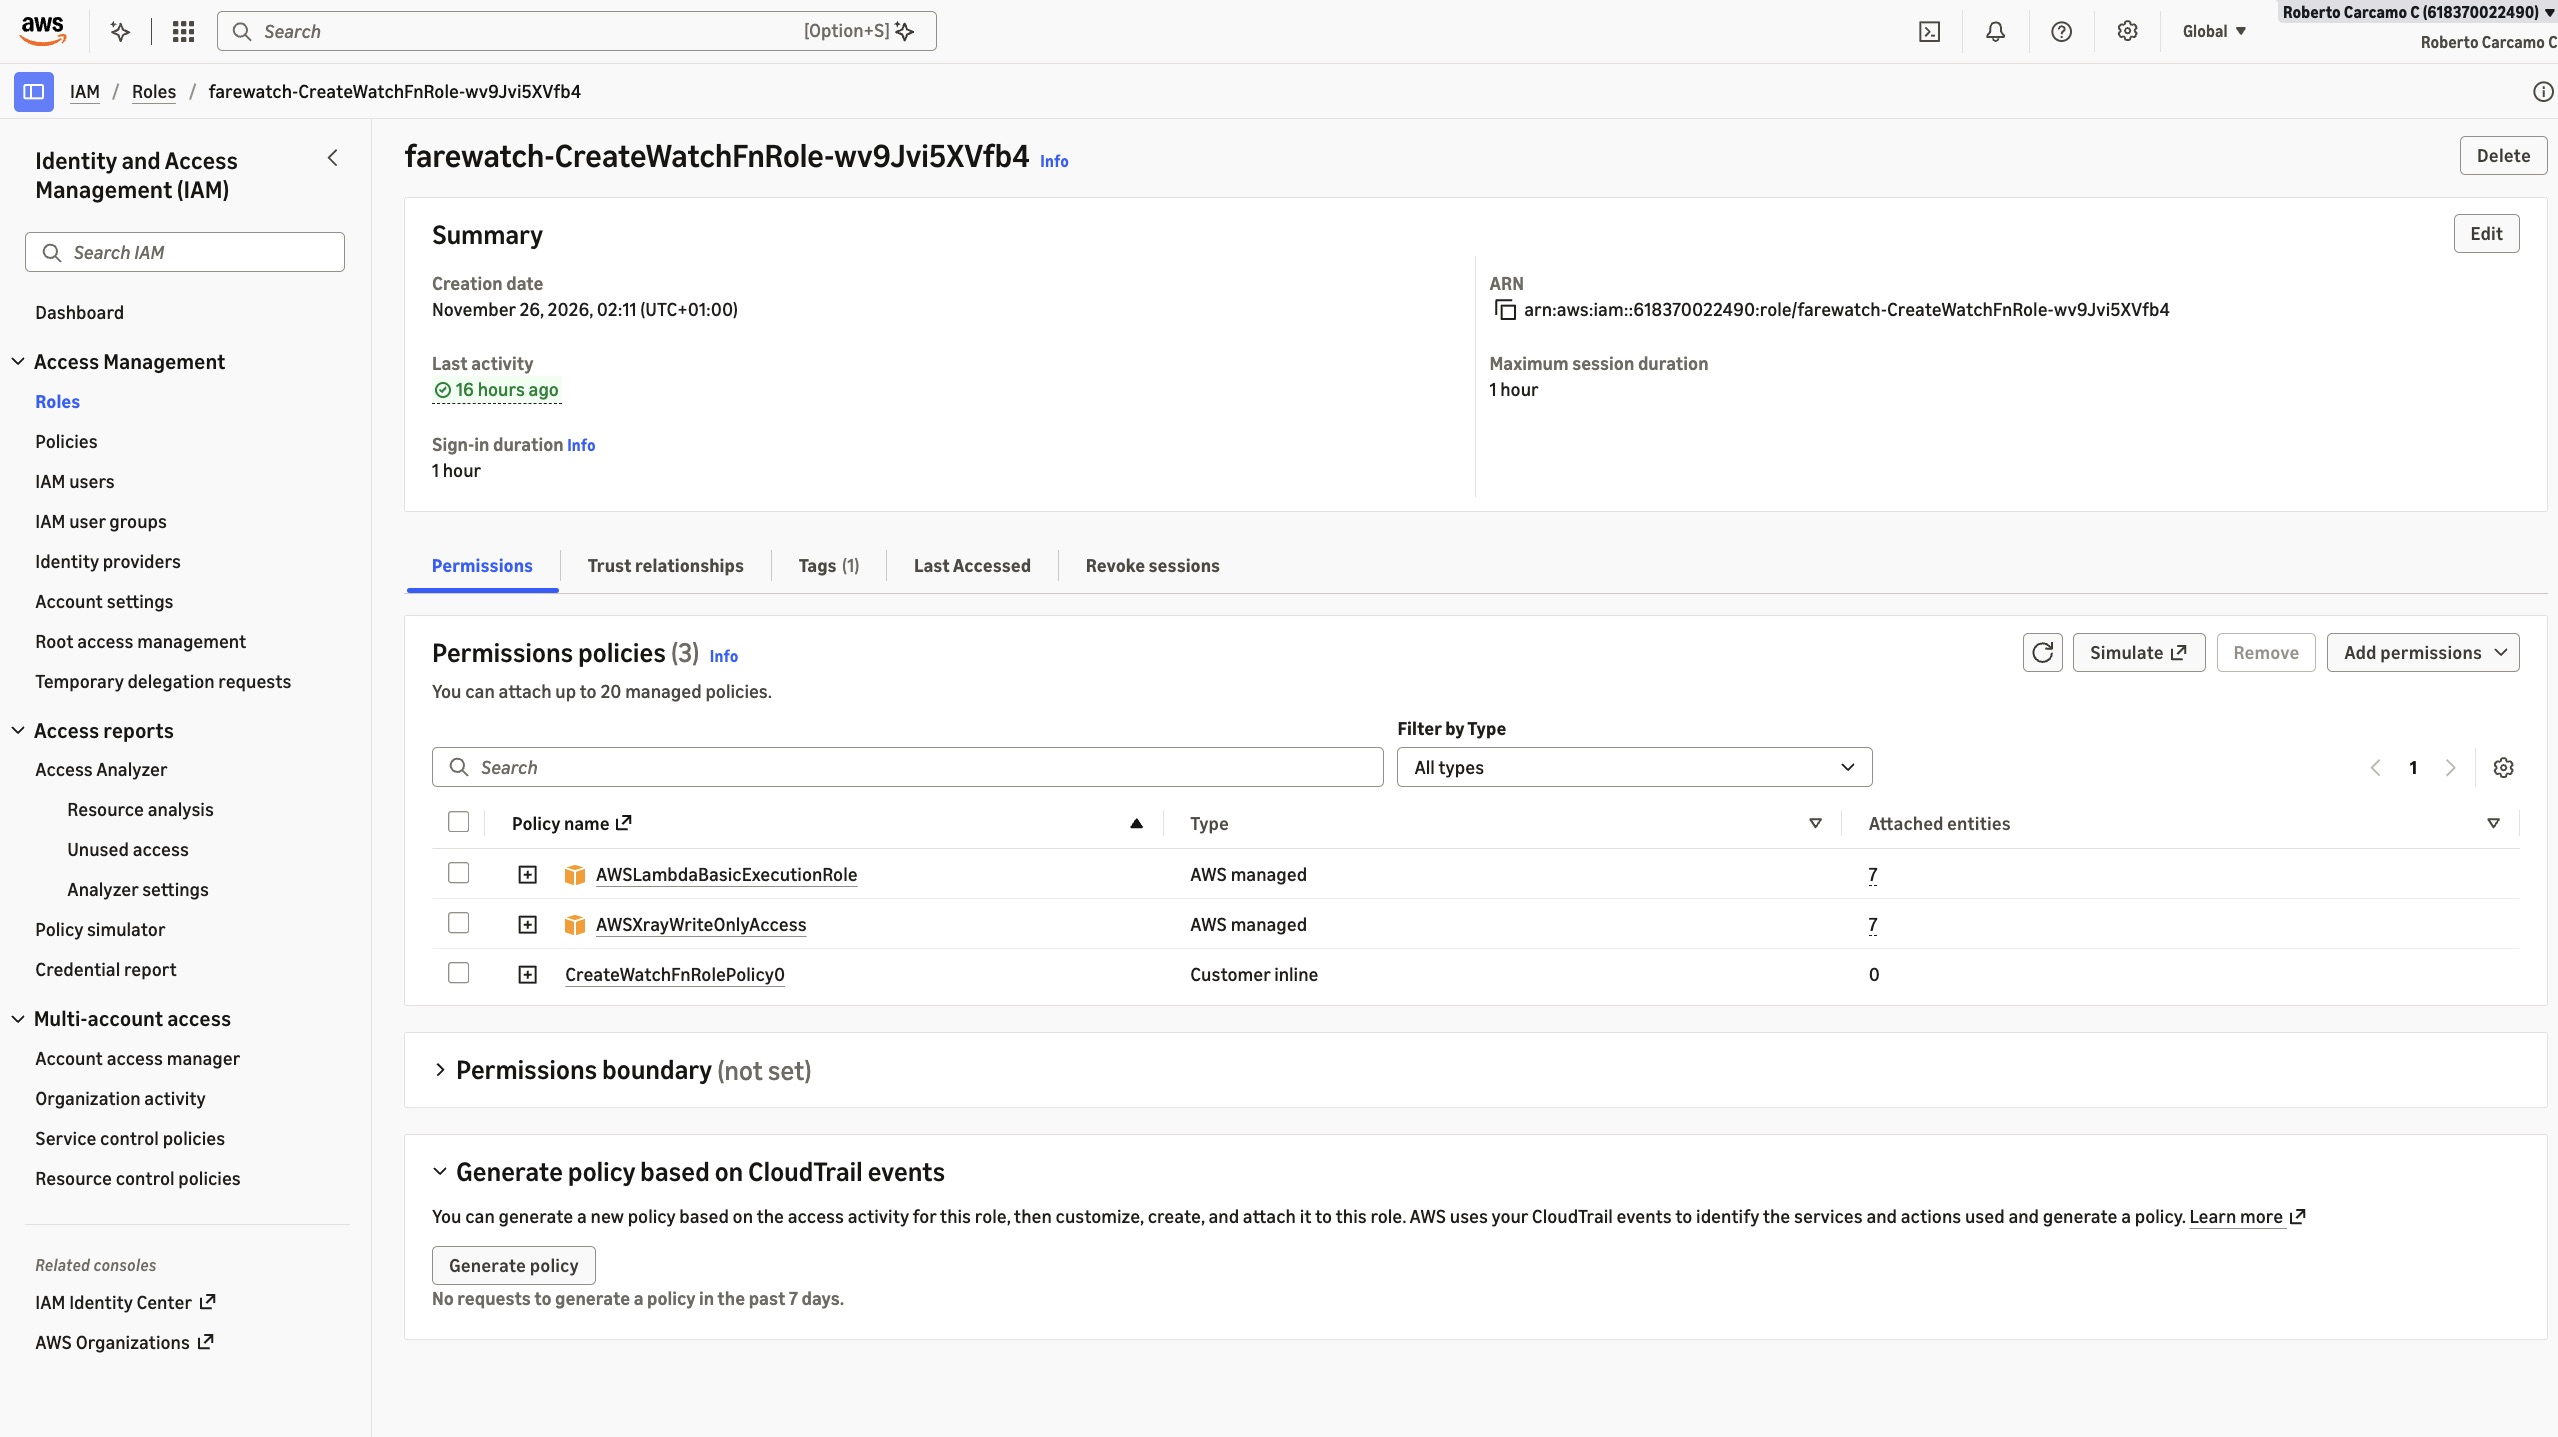 aws
Search
[Option+S]
Global
Roberto Carcamo C (618370022490)
Roberto Carcamo C
IAM / Roles / farewatch-CreateWatchFnRole-wv9Jvi5XVfb4
Identity and Access
Management (IAM)
Search IAM
Dashboard
Access Management
Roles
Policies
IAM users
IAM user groups
Identity providers
Account settings
Root access management
Temporary delegation requests
Access reports
Access Analyzer
Resource analysis
Unused access
Analyzer settings
Policy simulator
Credential report
Multi-account access
Account access manager
Organization activity
Service control policies
Resource control policies
Related consoles
IAM Identity Center
AWS Organizations
farewatch-CreateWatchFnRole-wv9Jvi5XVfb4 Info
Delete
Summary
Edit
Creation date
November 26, 2026, 02:11 (UTC+01:00)
ARN
arn:aws:iam::618370022490:role/farewatch-CreateWatchFnRole-wv9Jvi5XVfb4
Last activity
16 hours ago
Maximum session duration
1 hour
Sign-in duration Info
1 hour
Permissions
Trust relationships
Tags (1)
Last Accessed
Revoke sessions
Permissions policies (3) Info
Simulate
Remove
Add permissions
You can attach up to 20 managed policies.
Filter by Type
Search
All types
1
Policy name
Type
Attached entities
AWSLambdaBasicExecutionRole
AWS managed
7
AWSXrayWriteOnlyAccess
AWS managed
7
CreateWatchFnRolePolicy0
Customer inline
0
Permissions boundary (not set)
Generate policy based on CloudTrail events
You can generate a new policy based on the access activity for this role, then customize, create, and attach it to this role. AWS uses your CloudTrail events to identify the services and actions used and generate a policy. Learn more
Generate policy
No requests to generate a policy in the past 7 days.